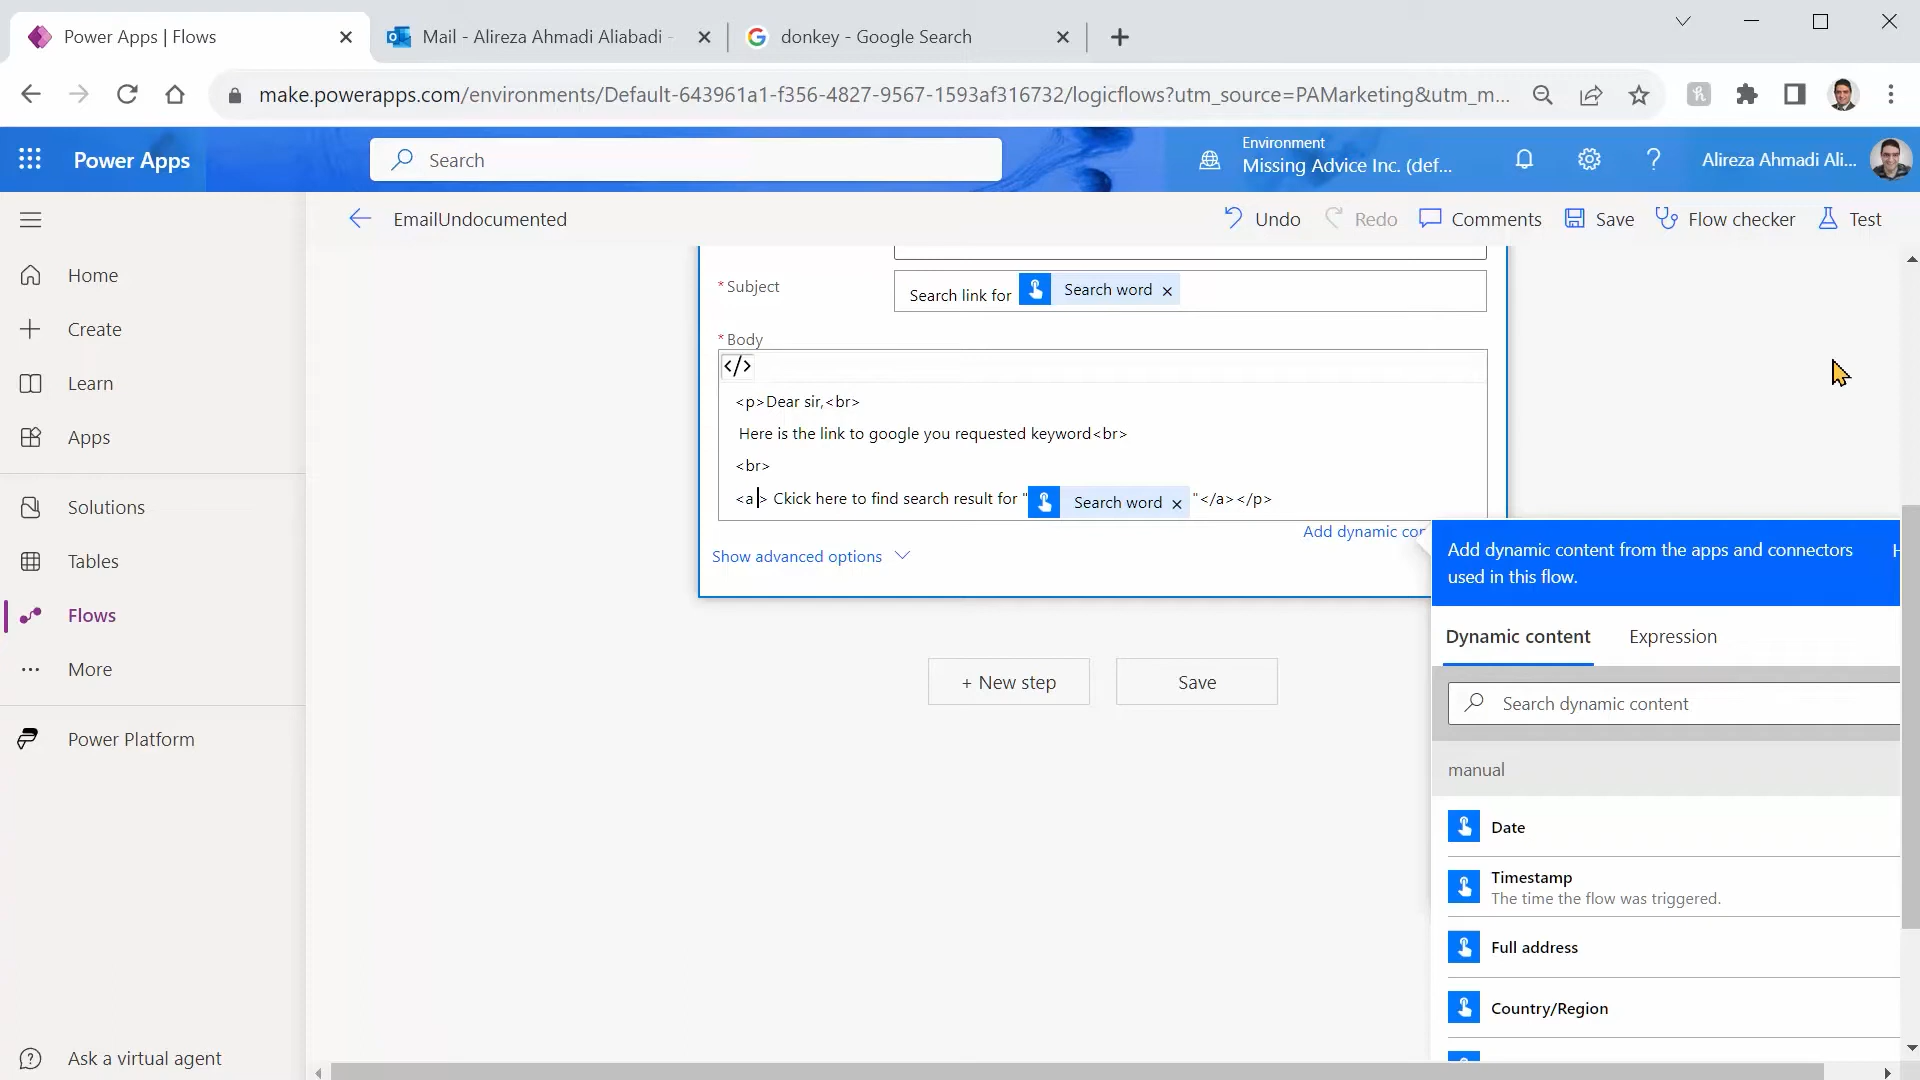 Power Apps | Flows
Mail - Alireza Ahmadi Aliabadi -
donkey - Google Search
make.powerapps.com/environments/Default-643961a1-f356-4827-9567-1593af316732/logicflows?utm_source=PAMarketing&utm_m...
Power Apps
Search
Environment
Missing Advice Inc. (def...
Alireza Ahmadi Ali...
EmailUndocumented
Undo
Redo
Comments
Save
Flow checker
Test
Home
Create
Learn
Apps
Solutions
Tables
Flows
More
Power Platform
Ask a virtual agent
* Subject
Search link for Search word ×
* Body
</>
<p>Dear sir,<br>
Here is the link to google you requested keyword<br>
<br>
<a > Ckick here to find search result for " Search word × "</a></p>
Add dynamic cor
Show advanced options
+ New step
Save
Add dynamic content from the apps and connectors
used in this flow.
H
Dynamic content
Expression
Search dynamic content
manual
Date
Timestamp
The time the flow was triggered.
Full address
Country/Region